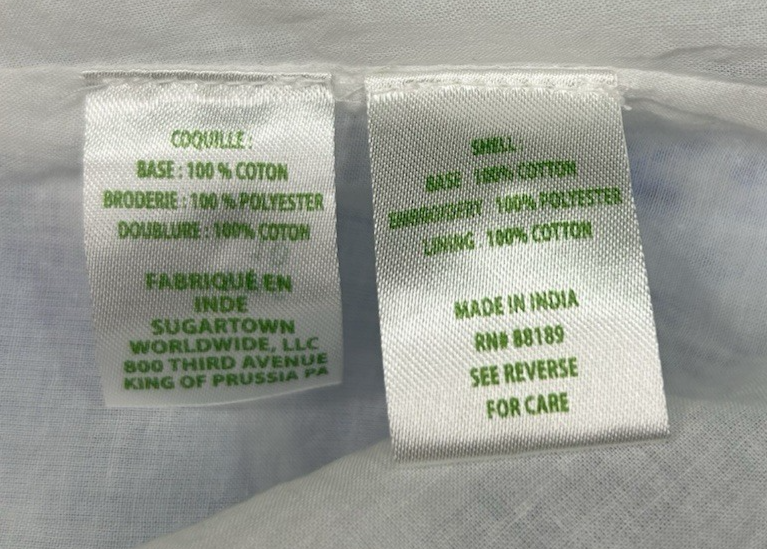 COQUILLE :
BASE : 100 % COTON
BRODERIE : 100 % POLYESTER
DOUBLURE : 100% COTON
FABRIQUÉ EN
INDE
SUGARTOWN
WORLDWIDE, LLC
800 THIRD AVENUE
KING OF PRUSSIA PA
SHELL :
BASE 100% COTTON
EMBROIDERY 100% POLYESTER
LINING 100% COTTON
MADE IN INDIA
RN# 88189
SEE REVERSE
FOR CARE